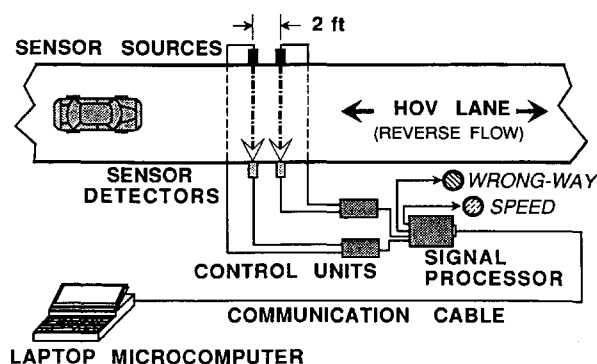 2 ft
SENSOR SOURCES
HOV LANE
(REVERSE FLOW)
SENSOR
DETECTORS
WRONG-WAY
SPEED
SIGNAL
PROCESSOR
CONTROL UNITS
COMMUNICATION CABLE
LAPTOP MICROCOMPUTER